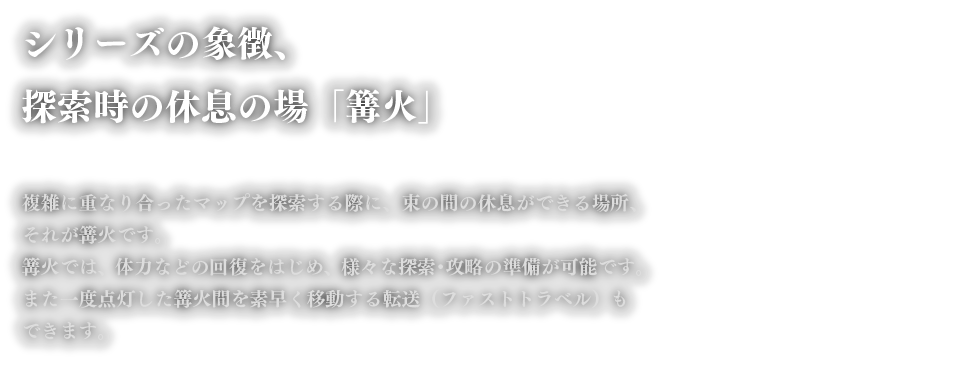 シリーズの象徴、
探索時の休息の場「篝火」
複雑に重なり合ったマップを探索する際に、束の間の休息ができる場所、
それが篝火です。
篝火では、体力などの回復をはじめ、様々な探索・攻略の準備が可能です。
また一度点灯した篝火間を素早く移動する転送（ファストトラベル）も
できます。